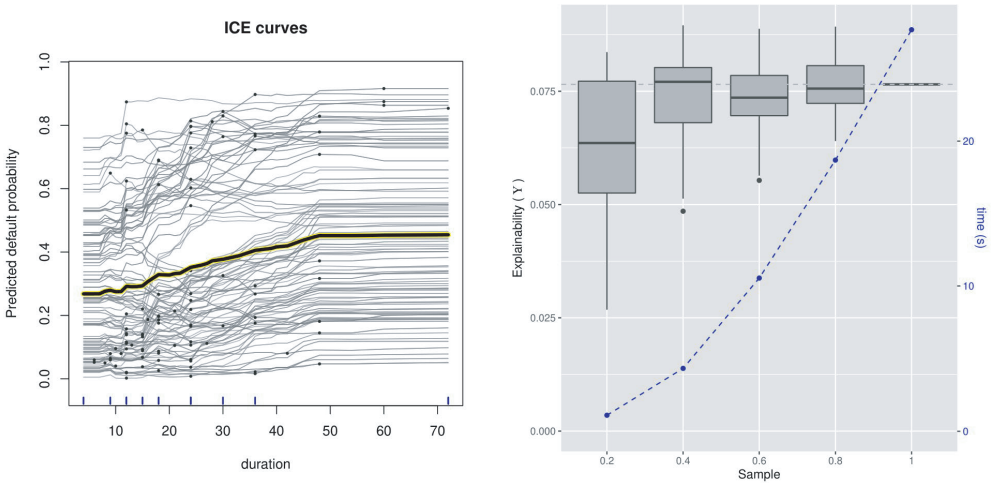 ICE curves
Predicted default probability
1.0
0.8
0.6
0.4
0.2
0.0
10 20 30 40 50 60 70
duration
Explainability ( Υ )
0.075
0.050
0.025
0.000
0.2 0.4 0.6 0.8 1
Sample
20
10
0
time (s)